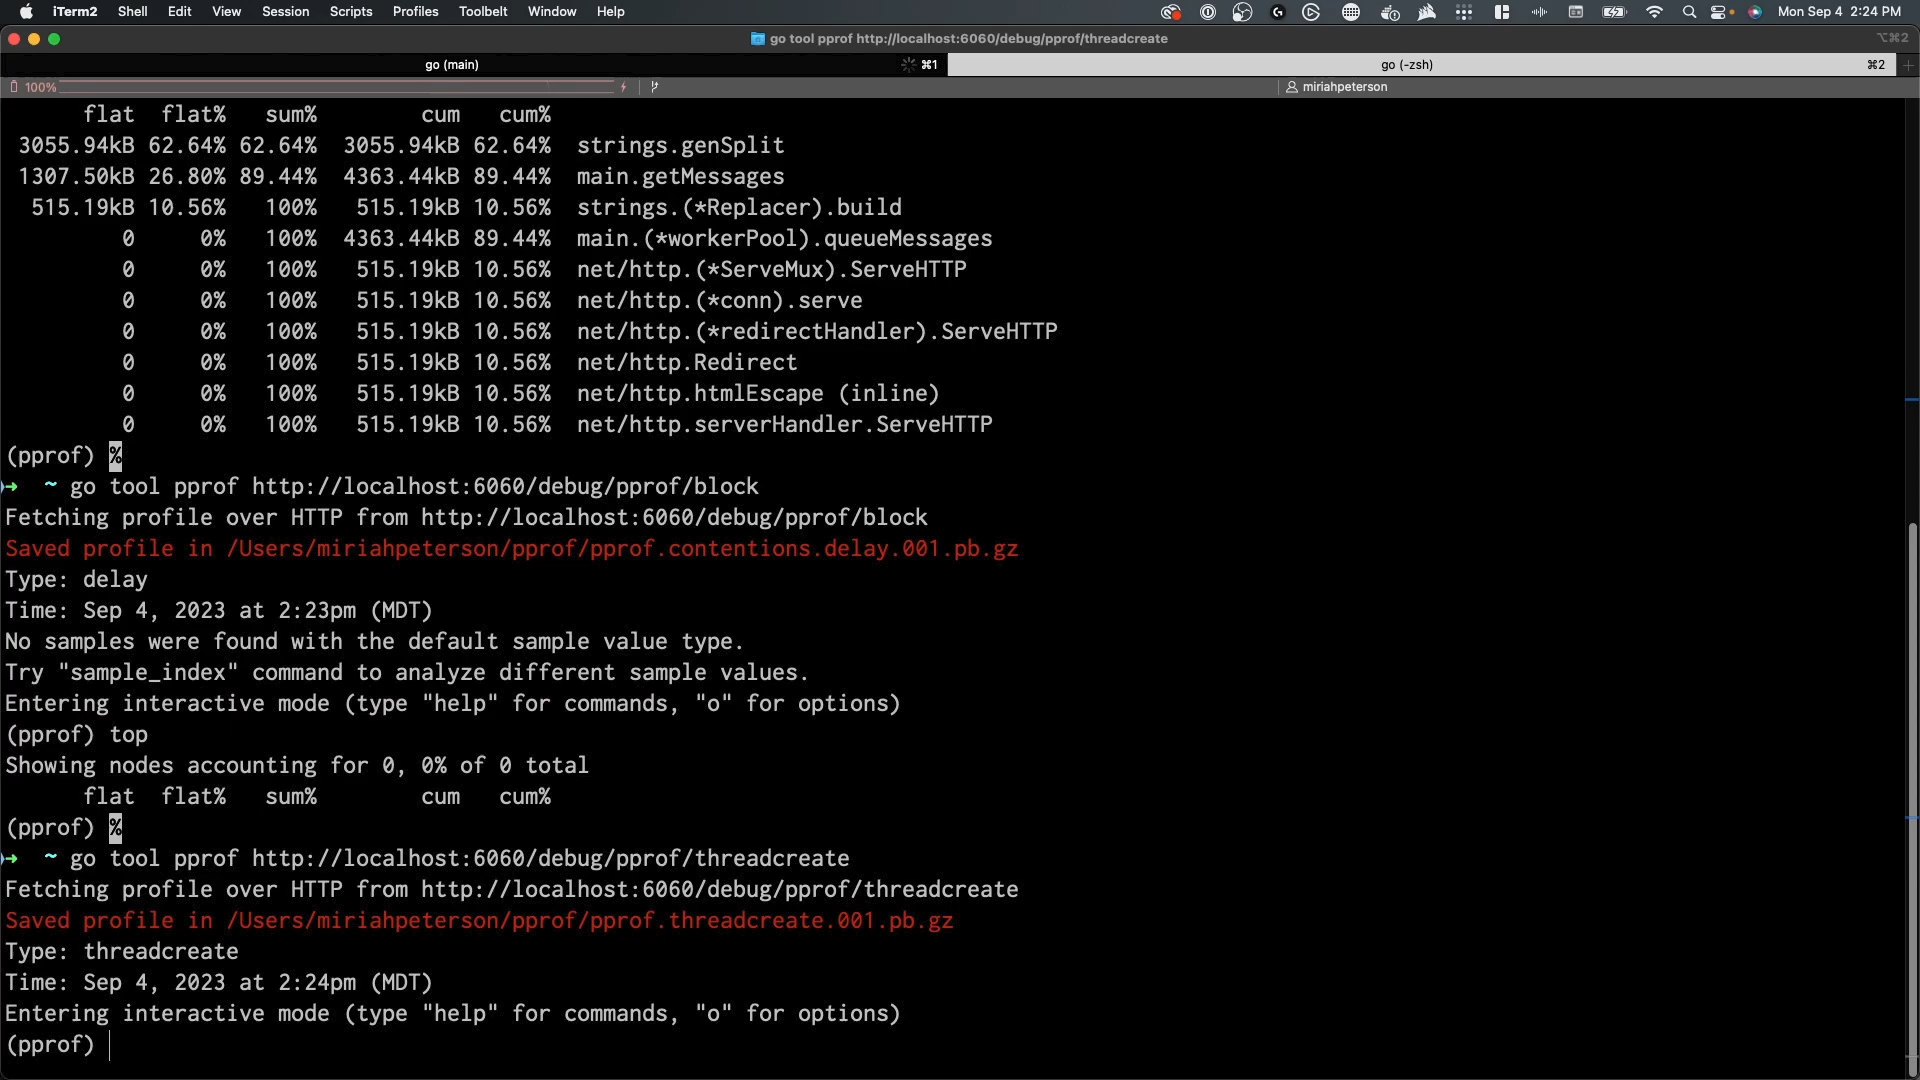 iTerm2 Shell Edit View Session Scripts Profiles Toolbelt Window Help Mon Sep 4 2:24 PM
go tool pprof http://localhost:6060/debug/pprof/threadcreate ⌥⌘2
go (main) ⌘1 go (-zsh) ⌘2
100% miriahpeterson
flat flat% sum% cum cum%
3055.94kB 62.64% 62.64% 3055.94kB 62.64% strings.genSplit
1307.50kB 26.80% 89.44% 4363.44kB 89.44% main.getMessages
515.19kB 10.56% 100% 515.19kB 10.56% strings.(*Replacer).build
0 0% 100% 4363.44kB 89.44% main.(*workerPool).queueMessages
0 0% 100% 515.19kB 10.56% net/http.(*ServeMux).ServeHTTP
0 0% 100% 515.19kB 10.56% net/http.(*conn).serve
0 0% 100% 515.19kB 10.56% net/http.(*redirectHandler).ServeHTTP
0 0% 100% 515.19kB 10.56% net/http.Redirect
0 0% 100% 515.19kB 10.56% net/http.htmlEscape (inline)
0 0% 100% 515.19kB 10.56% net/http.serverHandler.ServeHTTP
(pprof) %
➜ ~ go tool pprof http://localhost:6060/debug/pprof/block
Fetching profile over HTTP from http://localhost:6060/debug/pprof/block
Saved profile in /Users/miriahpeterson/pprof/pprof.contentions.delay.001.pb.gz
Type: delay
Time: Sep 4, 2023 at 2:23pm (MDT)
No samples were found with the default sample value type.
Try "sample_index" command to analyze different sample values.
Entering interactive mode (type "help" for commands, "o" for options)
(pprof) top
Showing nodes accounting for 0, 0% of 0 total
flat flat% sum% cum cum%
(pprof) %
➜ ~ go tool pprof http://localhost:6060/debug/pprof/threadcreate
Fetching profile over HTTP from http://localhost:6060/debug/pprof/threadcreate
Saved profile in /Users/miriahpeterson/pprof/pprof.threadcreate.001.pb.gz
Type: threadcreate
Time: Sep 4, 2023 at 2:24pm (MDT)
Entering interactive mode (type "help" for commands, "o" for options)
(pprof)